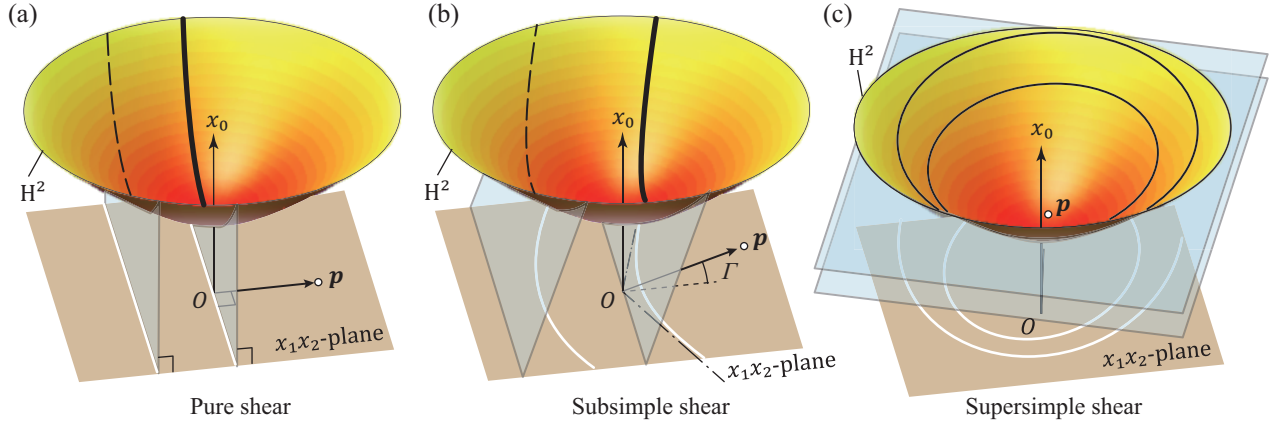 (a)
x₀
H²
O
p
x₁x₂-plane
Pure shear
(b)
x₀
H²
p
Γ
O
x₁x₂-plane
Subsimple shear
(c)
H²
x₀
p
O
x₁x₂-plane
Supersimple shear